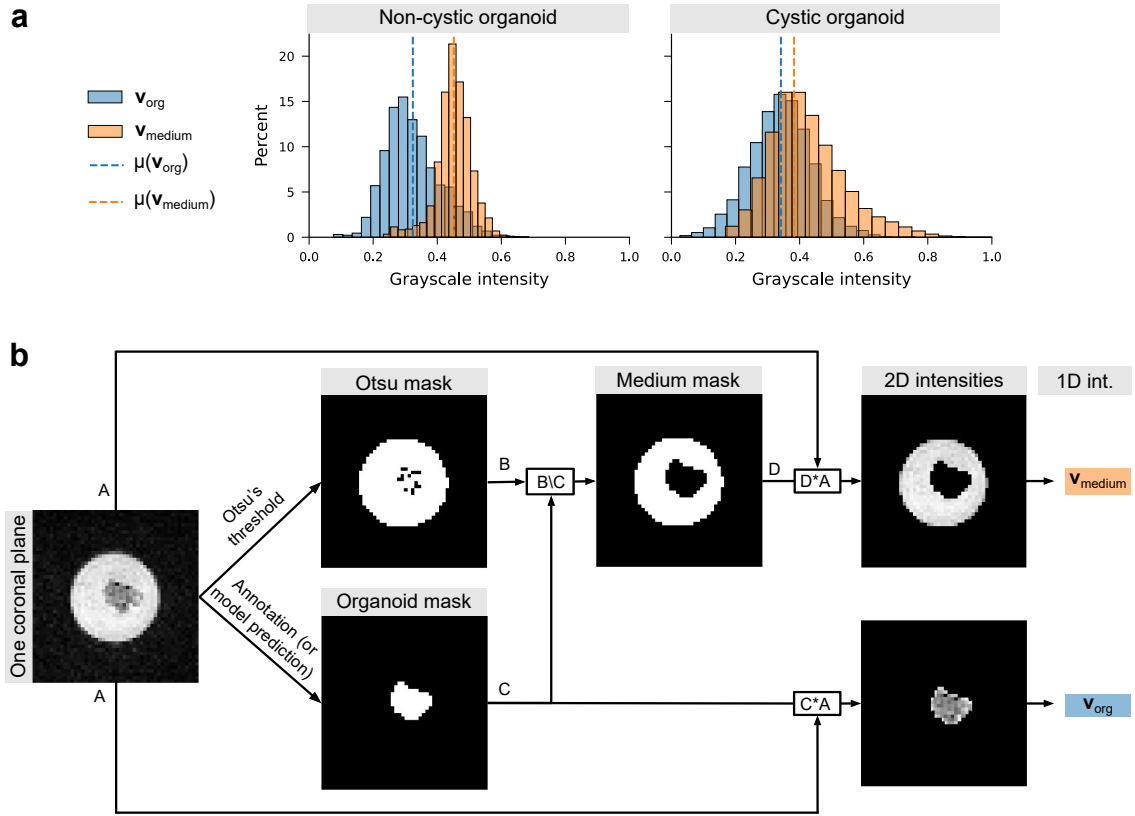 a
Non-cystic organoid
Cystic organoid
v_org
v_medium
μ(v_org)
μ(v_medium)
Percent
20
15
10
5
0
0.0 0.2 0.4 0.6 0.8 1.0
Grayscale intensity
0.0 0.2 0.4 0.6 0.8 1.0
Grayscale intensity
b
One coronal plane
A
A
Otsu's
threshold
Annotation (or
model prediction)
Otsu mask
Organoid mask
B
C
B\C
Medium mask
D
D*A
C*A
2D intensities
1D int.
v_medium
v_org